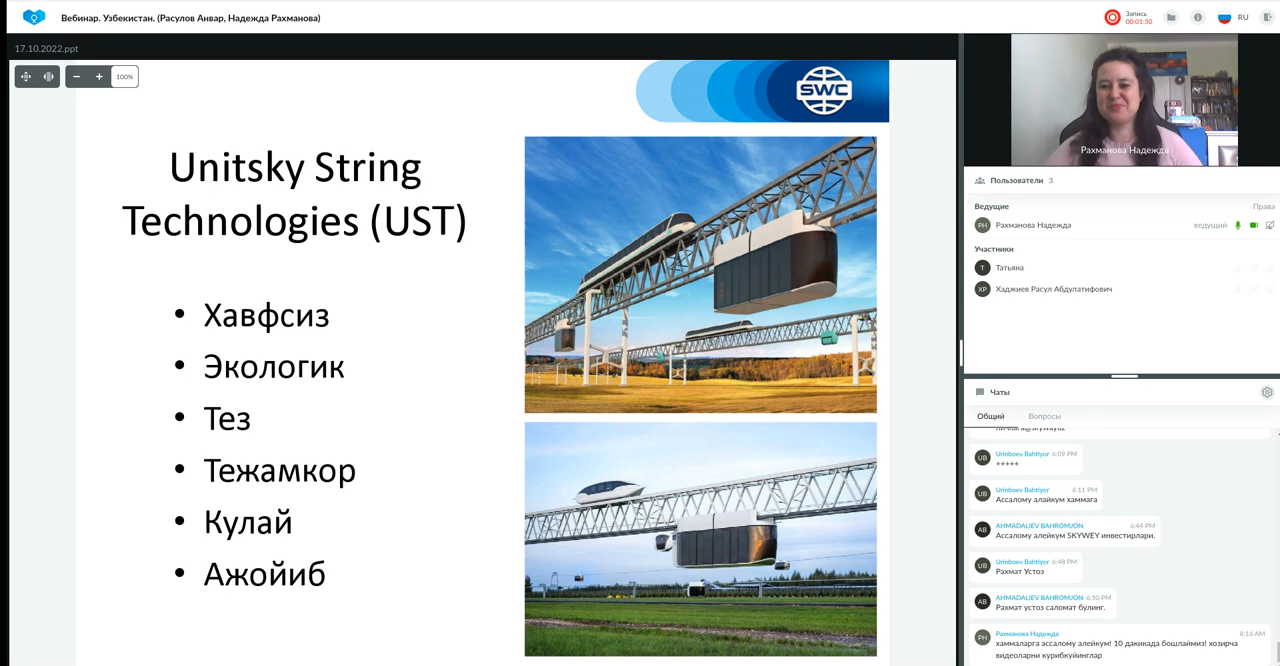 Вебинар. Узбекистан. (Расулов Анвар, Надежда Рахманова)
Запись
00:01:50
RU
17.10.2022.ppt
100%
SWC
Unitsky String
Technologies (UST)
• Хавфсиз
• Экологик
• Тез
• Тежамкор
• Кулай
• Ажойиб
Рахманова Надежда
Пользователи 3
Ведущие Права
РН Рахманова Надежда ведущий
Участники
Т Татьяна
ХР Хаджиев Расул Абдулатифович
Чаты
Общий Вопросы
UB Urinboev Bahtiyor 6:09 PM
+++++
UB Urinboev Bahtiyor 6:11 PM
Ассалому алайкум хаммага
AB AHMADALIEV BAHROMJON 6:44 PM
Ассалому алейкум SKYWEY инвестирлари.
UB Urinboev Bahtiyor 6:48 PM
Рахмат Устоз
AB AHMADALIEV BAHROMJON 6:50 PM
Рахмат устоз саломат булинг.
РН Рахманова Надежда 8:16 AM
хаммаларга ассалому алейкум! 10 дакикада бошлаймиз! хозирча
видеоларни курибкуйинглар